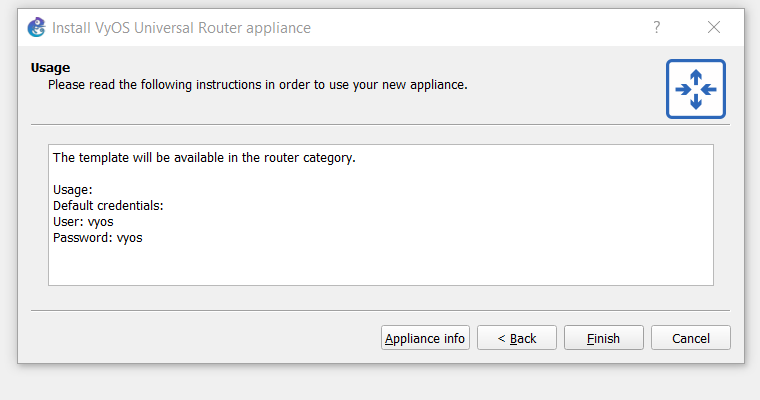 Install VyOS Universal Router appliance
?
Usage
Please read the following instructions in order to use your new appliance.
The template will be available in the router category.
Usage:
Default credentials:
User: vyos
Password: vyos
Appliance info
< Back
Finish
Cancel